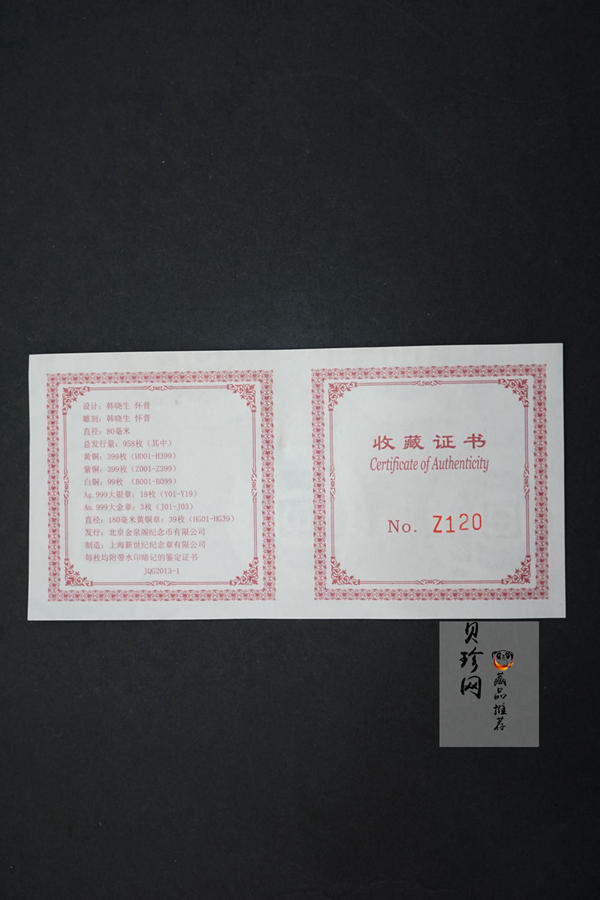 设计：韩晓生 怀普
雕刻：韩晓生 怀普
直径：80毫米
总发行量：958枚（其中）
黄铜：399枚（H001-H399）
紫铜：399枚（Z001-Z399）
白铜：99枚 （B001-B099）
Ag.999大银章：19枚（Y01-Y19）
Au.999大金章：3枚（J01-J03）
直径：180毫米黄铜章：39枚（HG01-HG39）
发行：北京金泉阁纪念币有限公司
制造：上海新世纪纪念章有限公司
每枚均附带水印暗记的鉴定证书
JQG2013-1
收藏证书
Certificate of Authenticity
No. Z120
贝珍网
藏品推荐